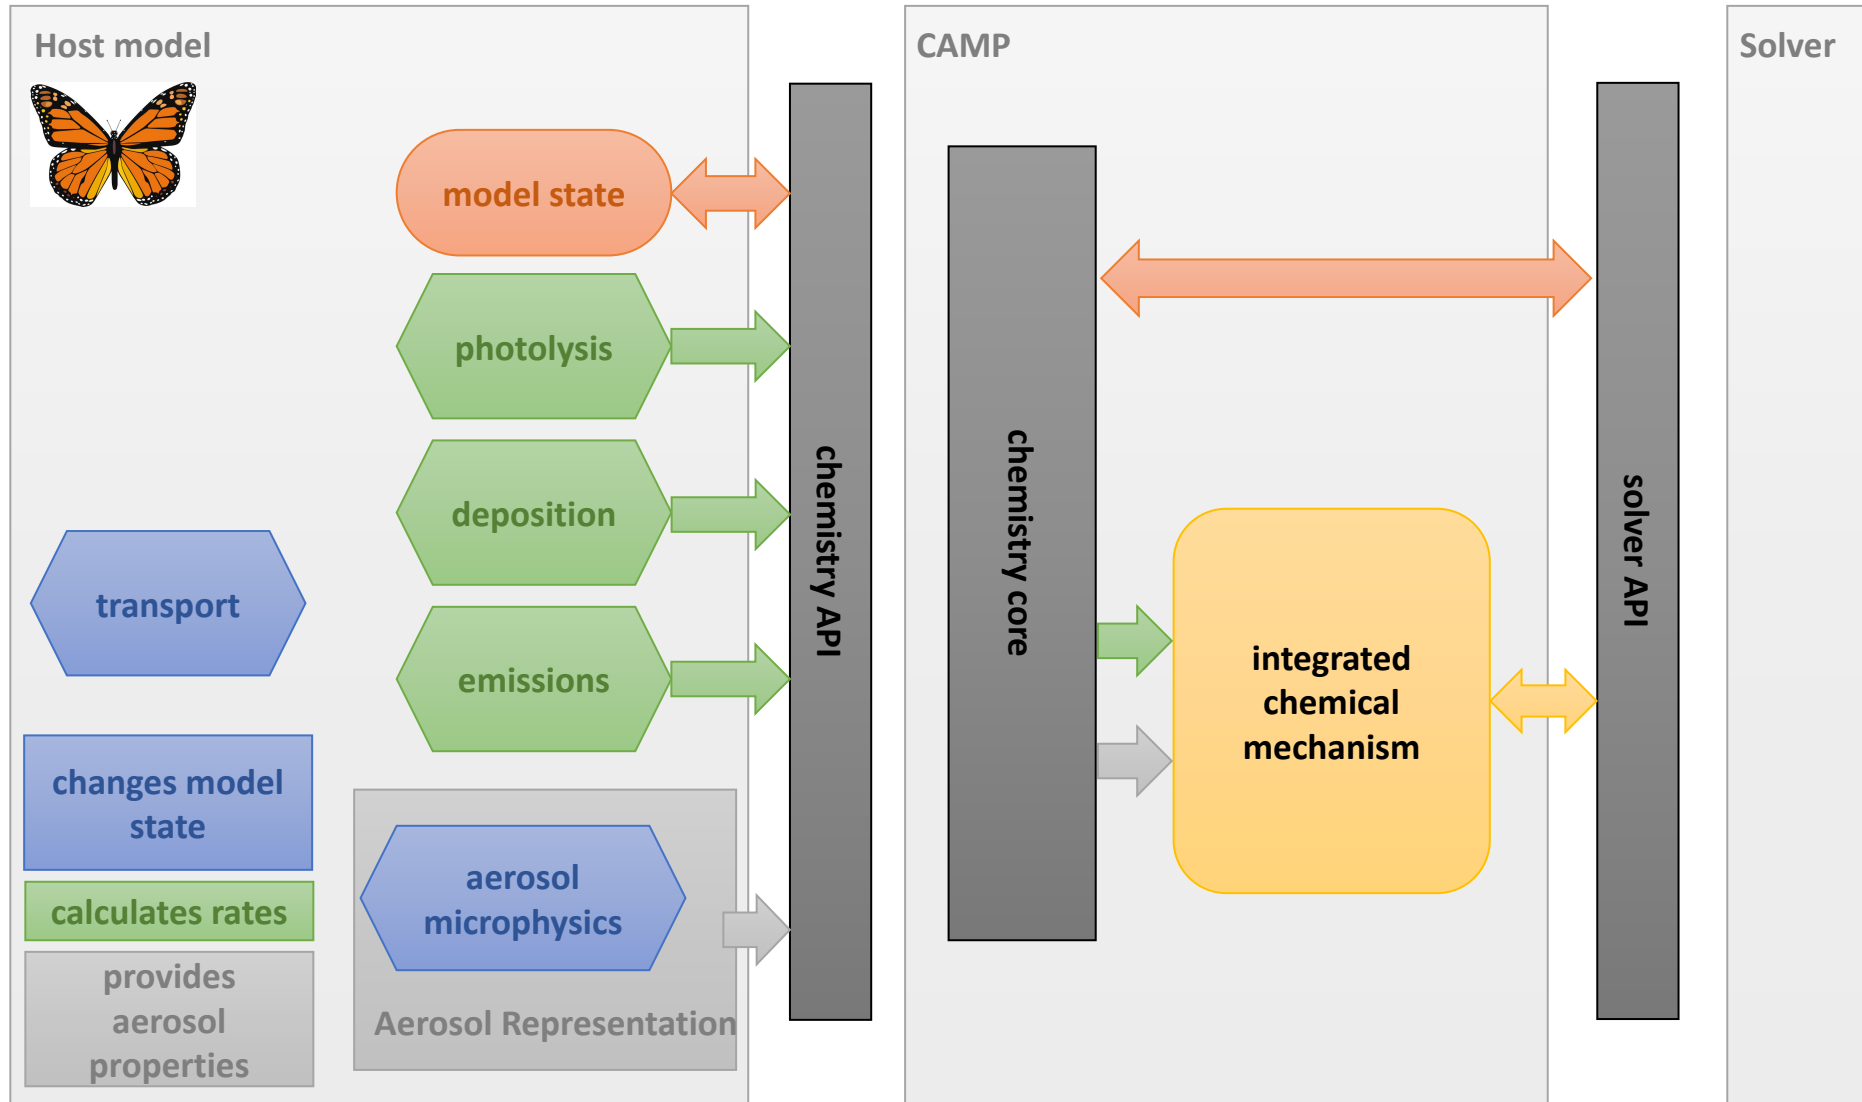 Host model
CAMP
Solver
model state
photolysis
deposition
emissions
transport
changes model
state
calculates rates
provides
aerosol
properties
aerosol
microphysics
Aerosol Representation
chemistry API
chemistry core
integrated
chemical
mechanism
solver API